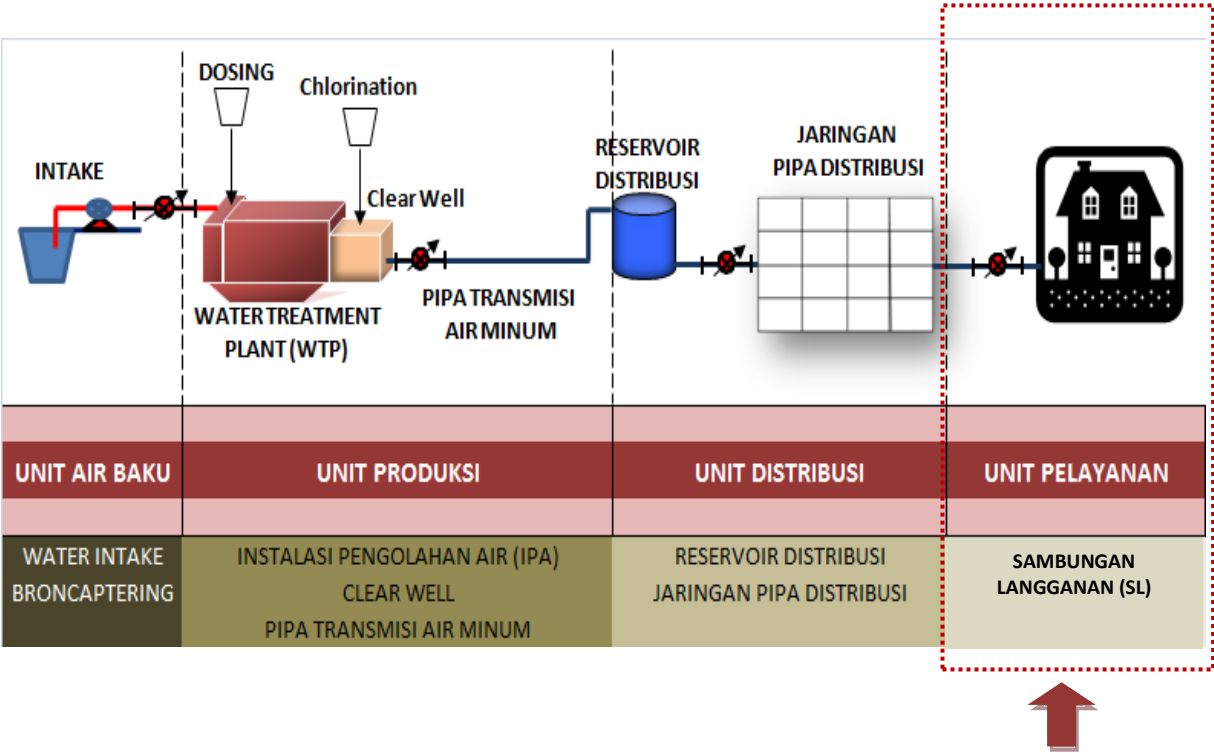 DOSING
Chlorination
INTAKE
Clear Well
WATER TREATMENT
PLANT (WTP)
PIPA TRANSMISI
AIR MINUM
RESERVOIR
DISTRIBUSI
JARINGAN
PIPA DISTRIBUSI
UNIT AIR BAKU
UNIT PRODUKSI
UNIT DISTRIBUSI
UNIT PELAYANAN
WATER INTAKE
BRONCAPTERING
INSTALASI PENGOLAHAN AIR (IPA)
CLEAR WELL
PIPA TRANSMISI AIR MINUM
RESERVOIR DISTRIBUSI
JARINGAN PIPA DISTRIBUSI
SAMBUNGAN
LANGGANAN (SL)